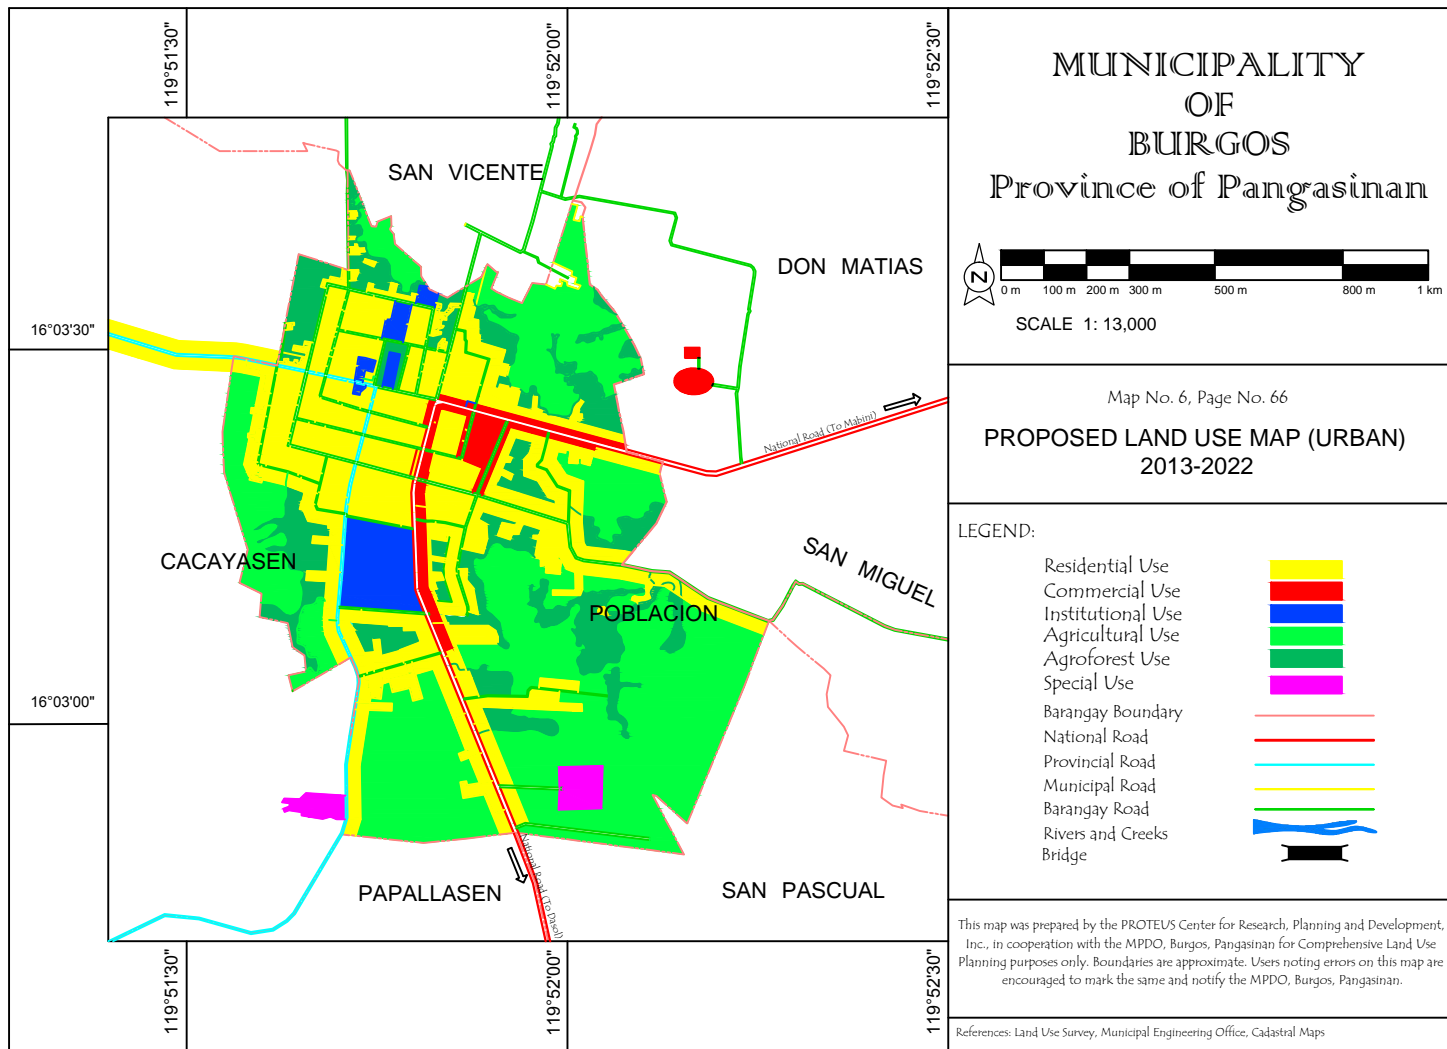 119°51'30"
119°52'00"
119°52'30"
SAN VICENTE
DON MATIAS
16°03'30"
National Road (To Mabini)
CACAYASEN
SAN MIGUEL
POBLACION
16°03'00"
National Road (To Dasol)
PAPALLASEN
SAN PASCUAL
119°51'30"
119°52'00"
119°52'30"
MUNICIPALITY
OF
BURGOS
Province of Pangasinan
N
0 m 100 m 200 m 300 m 500 m 800 m 1 km
SCALE 1: 13,000
Map No. 6, Page No. 66
PROPOSED LAND USE MAP (URBAN)
2013-2022
LEGEND:
Residential Use
Commercial Use
Institutional Use
Agricultural Use
Agroforest Use
Special Use
Barangay Boundary
National Road
Provincial Road
Municipal Road
Barangay Road
Rivers and Creeks
Bridge
This map was prepared by the PROTEUS Center for Research, Planning and Development,
Inc., in cooperation with the MPDO, Burgos, Pangasinan for Comprehensive Land Use
Planning purposes only. Boundaries are approximate. Users noting errors on this map are
encouraged to mark the same and notify the MPDO, Burgos, Pangasinan.
References: Land Use Survey, Municipal Engineering Office, Cadastral Maps